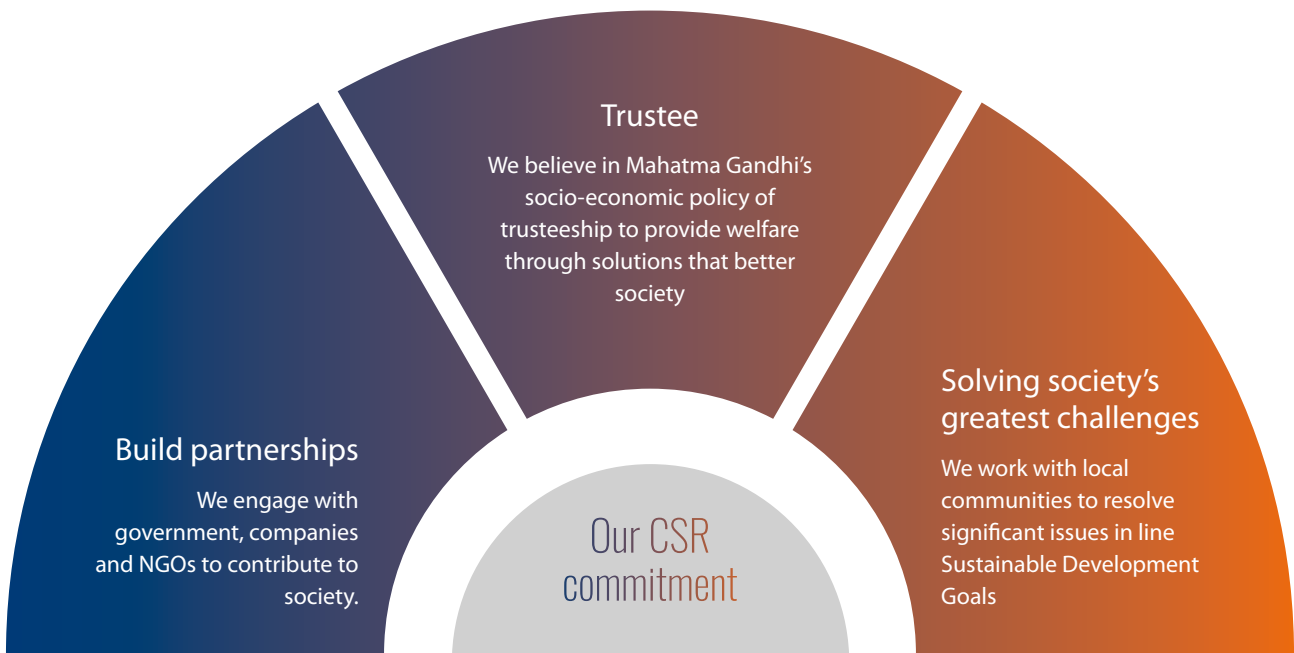 Trustee
We believe in Mahatma Gandhi’s
socio-economic policy of
trusteeship to provide welfare
through solutions that better
society
Build partnerships
We engage with
government, companies
and NGOs to contribute to
society.
Solving society’s
greatest challenges
We work with local
communities to resolve
significant issues in line
Sustainable Development
Goals
Our CSR
commitment